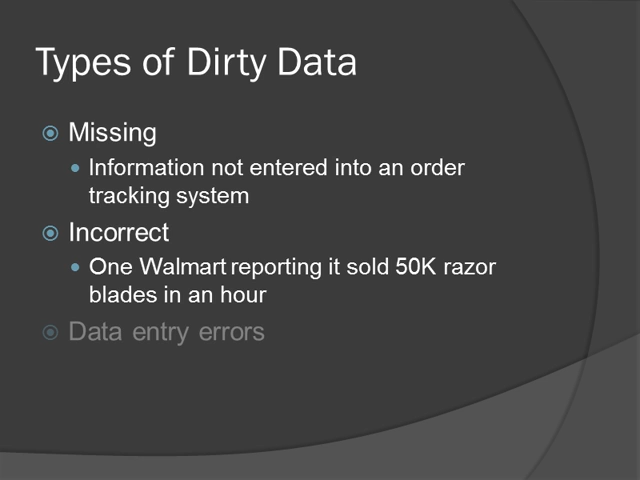 Types of Dirty Data
Missing
Information not entered into an order
tracking system
Incorrect
One Walmart reporting it sold 50K razor
blades in an hour
Data entry errors